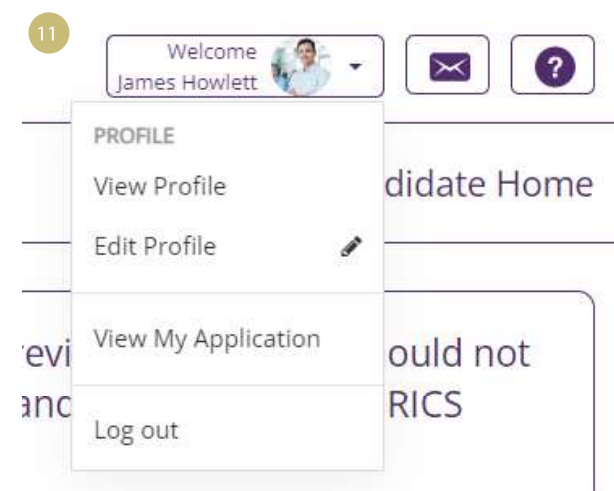 11
Welcome
James Howlett
?
PROFILE
View Profile
didate Home
Edit Profile
View My Application
evi
ould not
and
RICS
Log out